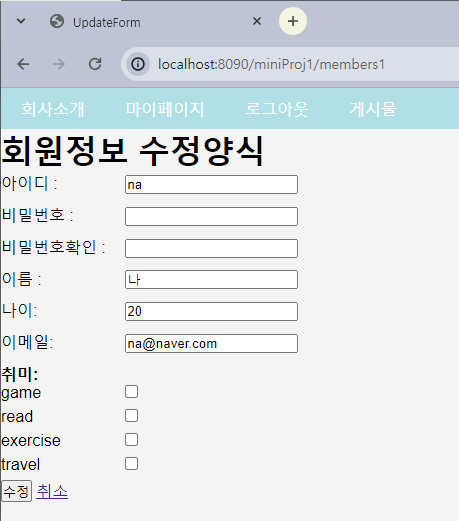 UpdateForm
localhost:8090/miniProj1/members1
회사소개 마이페이지 로그아웃 게시물
회원정보 수정양식
아이디 : na
비밀번호 :
비밀번호확인 :
이름 : 나
나이: 20
이메일: na@naver.com
취미:
game
read
exercise
travel
수정 취소